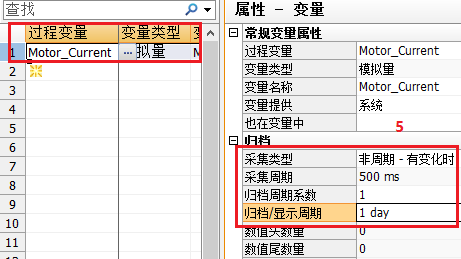 查找
属性 - 变量
过程变量 变量类型 变
1 Motor_Current ... 拟量 M
2
3
4
5
6
7
8
9
10
11
常规变量属性
过程变量 Motor_Current
变量类型 模拟量
变量名称 Motor_Current
变量提供 系统
也在变量中
5
归档
采集类型 非周期 - 有变化时
采集周期 500 ms
归档周期系数 1
归档/显示周期 1 day
数值头数量 0
数值尾数量 0